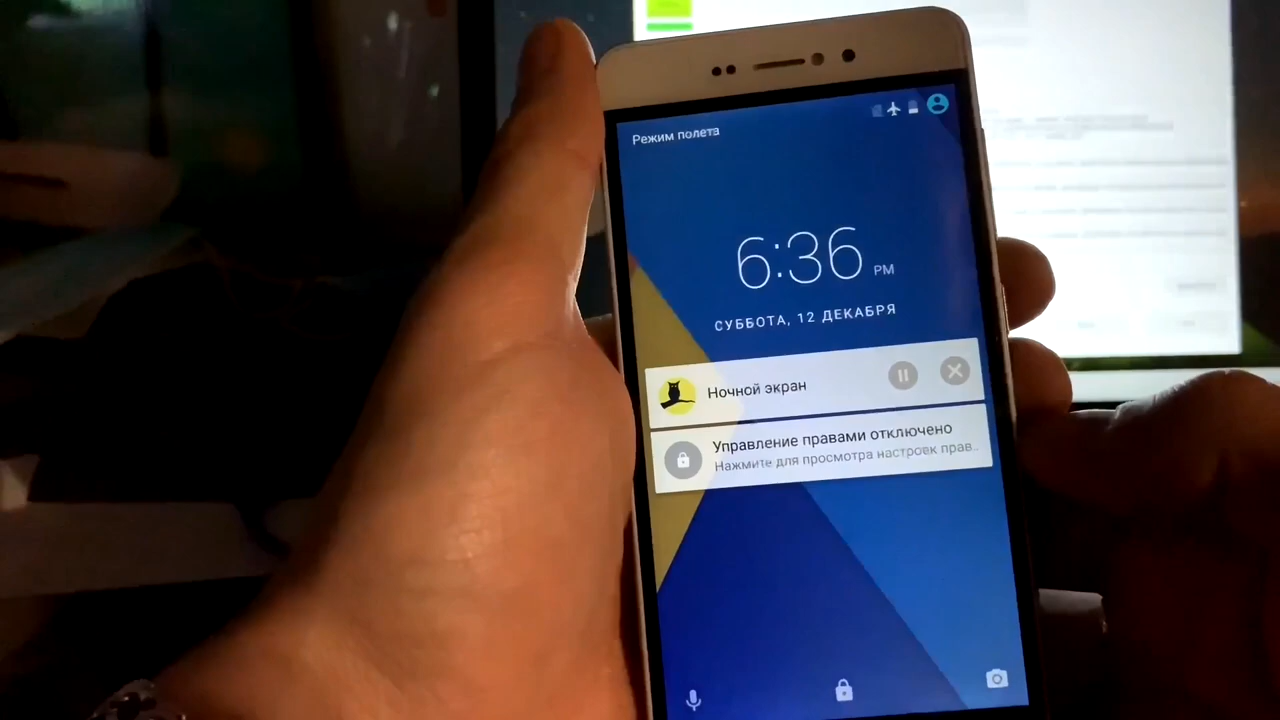 Режим полета
6:36 PM
СУББОТА, 12 ДЕКАБРЯ
Ночной экран
Управление правами отключено
Нажмите для просмотра настроек прав…